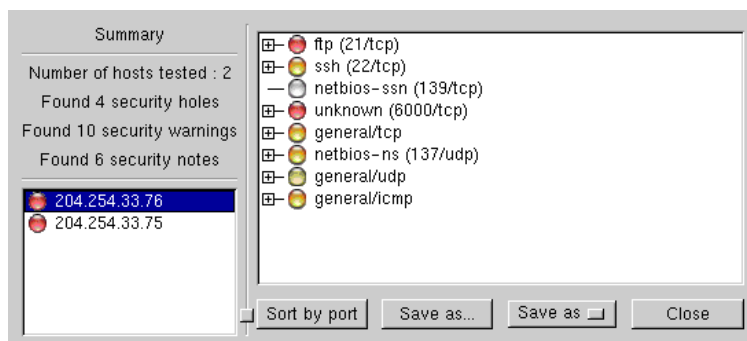 Summary
Number of hosts tested : 2
Found 4 security holes
Found 10 security warnings
Found 6 security notes
204.254.33.76
204.254.33.75
ftp (21/tcp)
ssh (22/tcp)
netbios-ssn (139/tcp)
unknown (6000/tcp)
general/tcp
netbios-ns (137/udp)
general/udp
general/icmp
Sort by port
Save as...
Save as
Close